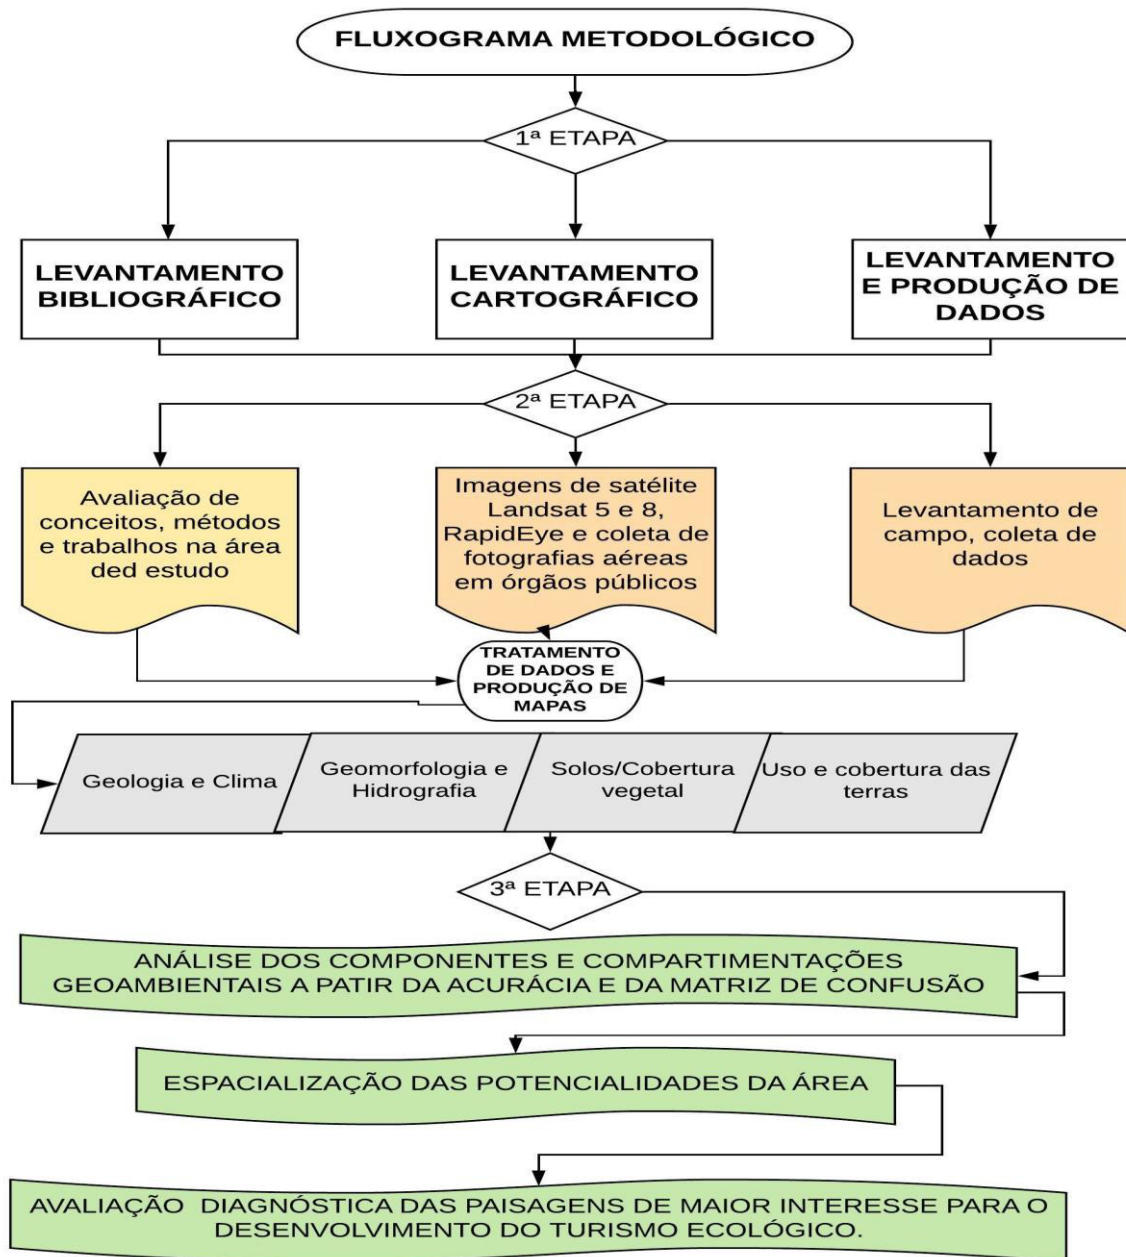 FLUXOGRAMA METODOLÓGICO
1ª ETAPA
LEVANTAMENTO
BIBLIOGRÁFICO
LEVANTAMENTO
CARTOGRÁFICO
LEVANTAMENTO
E PRODUÇÃO DE
DADOS
2ª ETAPA
Avaliação de
conceitos, métodos
e trabalhos na área
ded estudo
Imagens de satélite
Landsat 5 e 8,
RapidEye e coleta de
fotografias aéreas
em órgãos públicos
Levantamento de
campo, coleta de
dados
TRATAMENTO
DE DADOS E
PRODUÇÃO DE
MAPAS
Geologia e Clima
Geomorfologia e
Hidrografia
Solos/Cobertura
vegetal
Uso e cobertura das
terras
3ª ETAPA
ANÁLISE DOS COMPONENTES E COMPARTIMENTAÇÕES
GEOAMBIENTAIS A PATIR DA ACURÁCIA E DA MATRIZ DE CONFUSÃO
ESPACIALIZAÇÃO DAS POTENCIALIDADES DA ÁREA
AVALIAÇÃO DIAGNÓSTICA DAS PAISAGENS DE MAIOR INTERESSE PARA O
DESENVOLVIMENTO DO TURISMO ECOLÓGICO.